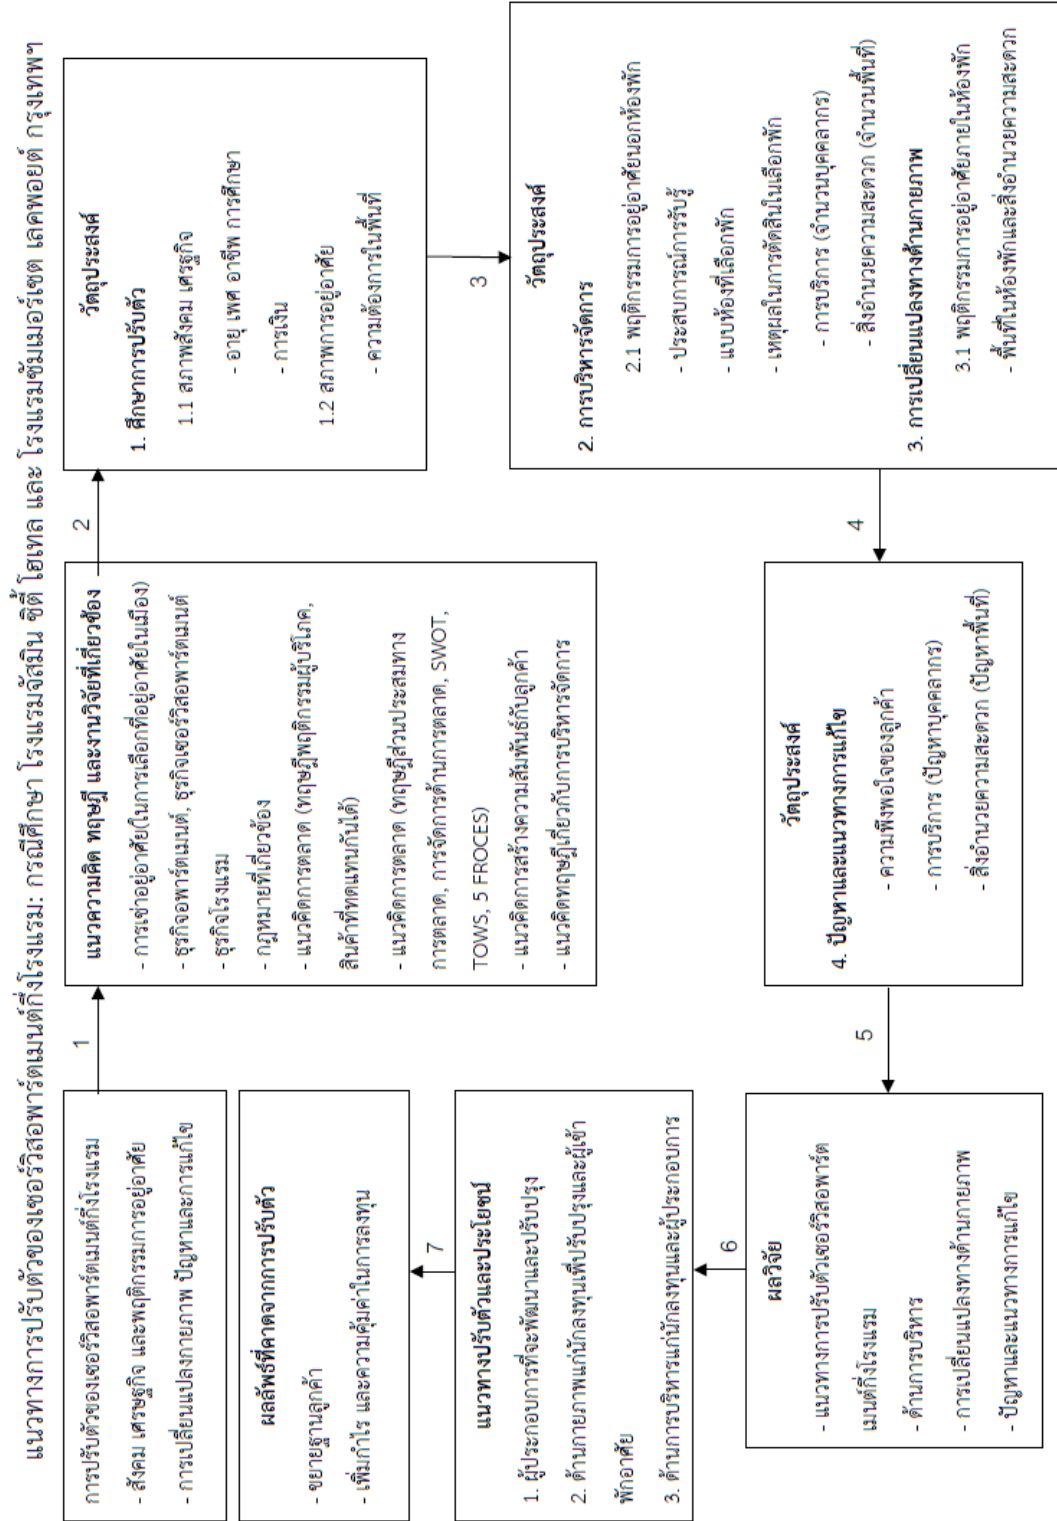 แนวทางการปรับตัวของเซอร์วิสอพาร์ตเมนต์กึ่งโรงแรม: กรณีศึกษา โรงแรมจัสมิน ซิตี้ โฮเทล และ โรงแรมซัมเมอร์เซต เลคพอยต์ กรุงเทพฯ
การปรับตัวของเซอร์วิสอพาร์ตเมนต์กึ่งโรงแรม
- สังคม เศรษฐกิจ และพฤติกรรมการอยู่อาศัย
- การเปลี่ยนแปลงกายภาพ ปัญหาและการแก้ไข
1
แนวความคิด ทฤษฎี และงานวิจัยที่เกี่ยวข้อง
- การเช่าอยู่อาศัย(ในการเลือกที่อยู่อาศัยในเมือง)
- ธุรกิจอพาร์ตเมนต์, ธุรกิจเซอร์วิสอพาร์ตเมนต์
- ธุรกิจโรงแรม
- กฎหมายที่เกี่ยวข้อง
- แนวคิดการตลาด (ทฤษฎีพฤติกรรมผู้บริโภค,
สินค้าที่ทดแทนกันได้)
- แนวคิดการตลาด (ทฤษฎีส่วนประสมทาง
การตลาด, การจัดการด้านการตลาด, SWOT,
TOWS, 5 FROCES)
- แนวคิดการสร้างความสัมพันธ์กับลูกค้า
- แนวคิดทฤษฎีเกี่ยวกับการบริหารจัดการ
2
วัตถุประสงค์
1. ศึกษาการปรับตัว
1.1 สภาพสังคม เศรษฐกิจ
- อายุ เพศ อาชีพ การศึกษา
- การเงิน
1.2 สภาพการอยู่อาศัย
- ความต้องการในพื้นที่
3
วัตถุประสงค์
2. การบริหารจัดการ
2.1 พฤติกรรมการอยู่อาศัยนอกห้องพัก
- ประสบการณ์การรับรู้
- แบบห้องที่เลือกพัก
- เหตุผลในการตัดสินในเลือกพัก
- การบริการ (จำนวนบุคคลากร)
- สิ่งอำนวยความสะดวก (จำนวนพื้นที่)
3. การเปลี่ยนแปลงทางด้านกายภาพ
3.1 พฤติกรรมการอยู่อาศัยภายในห้องพัก
- พื้นที่ในห้องพักและสิ่งอำนวยความสะดวก
4
วัตถุประสงค์
4. ปัญหาและแนวทางการแก้ไข
- ความพึงพอใจของลูกค้า
- การบริการ (ปัญหาบุคคลากร)
- สิ่งอำนวยความสะดวก (ปัญหาพื้นที่)
5
ผลวิจัย
- แนวทางการปรับตัวเซอร์วิสอพาร์ต
เมนต์กึ่งโรงแรม
- ด้านการบริหาร
- การเปลี่ยนแปลงทางด้านกายภาพ
- ปัญหาและแนวทางการแก้ไข
6
แนวทางปรับตัวและประโยชน์
1. ผู้ประกอบการที่จะพัฒนาและปรับปรุง
2. ด้านกายภาพแก่นักลงทุนเพื่ปรับปรุงและผู้เข้า
พักอาศัย
3. ด้านการบริหารแก่นักลงทุนและผู้ประกอบการ
7
ผลลัพธ์ที่คาดจากการปรับตัว
- ขยายฐานลูกค้า
- เพิ่มกำไร และความคุ้มค่าในการลงทุน